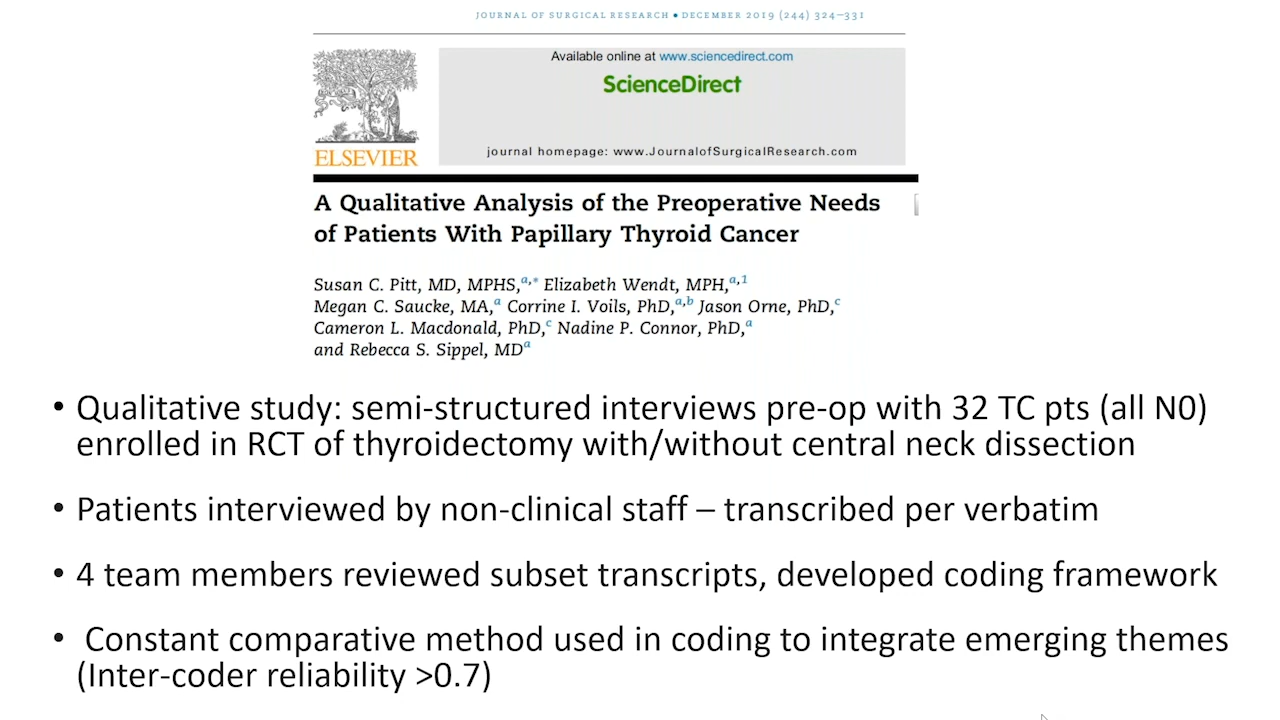 JOURNAL OF SURGICAL RESEARCH • DECEMBER 2019 (244) 324–331
Available online at www.sciencedirect.com
ScienceDirect
journal homepage: www.JournalofSurgicalResearch.com
ELSEVIER
A Qualitative Analysis of the Preoperative Needs
of Patients With Papillary Thyroid Cancer
Susan C. Pitt, MD, MPHS,a,* Elizabeth Wendt, MPH,a,1
Megan C. Saucke, MA,a Corrine I. Voils, PhD,a,b Jason Orne, PhD,c
Cameron L. Macdonald, PhD,c Nadine P. Connor, PhD,a
and Rebecca S. Sippel, MDa
• Qualitative study: semi-structured interviews pre-op with 32 TC pts (all N0)
enrolled in RCT of thyroidectomy with/without central neck dissection
• Patients interviewed by non-clinical staff – transcribed per verbatim
• 4 team members reviewed subset transcripts, developed coding framework
• Constant comparative method used in coding to integrate emerging themes
(Inter-coder reliability >0.7)